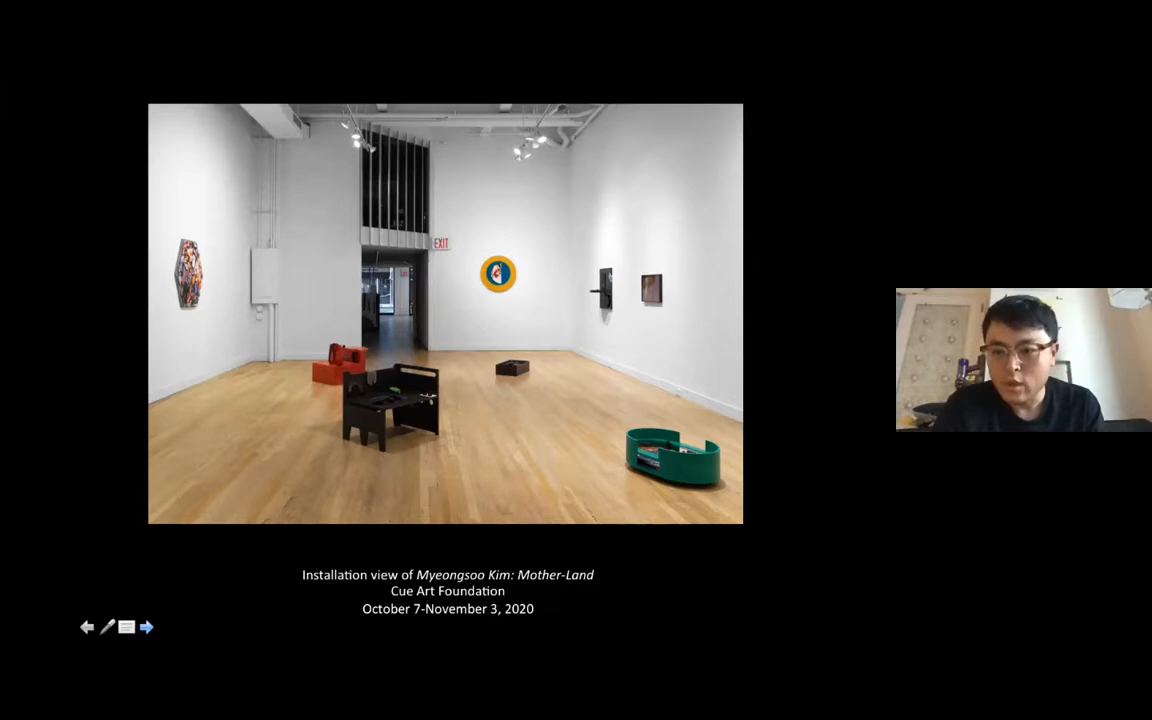 EXIT
Installation view of Myeongsoo Kim: Mother-Land
Cue Art Foundation
October 7-November 3, 2020